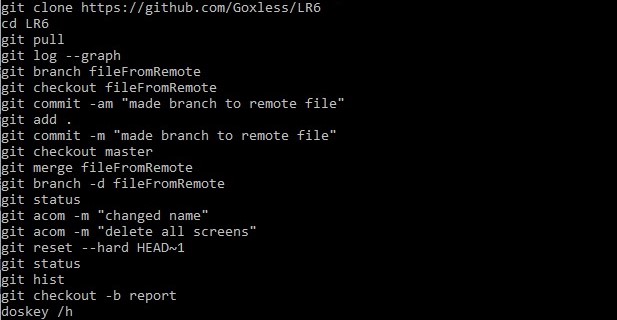 git clone https://github.com/Goxless/LR6
cd LR6
git pull
git log --graph
git branch fileFromRemote
git checkout fileFromRemote
git commit -am "made branch to remote file"
git add .
git commit -m "made branch to remote file"
git checkout master
git merge fileFromRemote
git branch -d fileFromRemote
git status
git acom -m "changed name"
git acom -m "delete all screens"
git reset --hard HEAD~1
git status
git hist
git checkout -b report
doskey /h